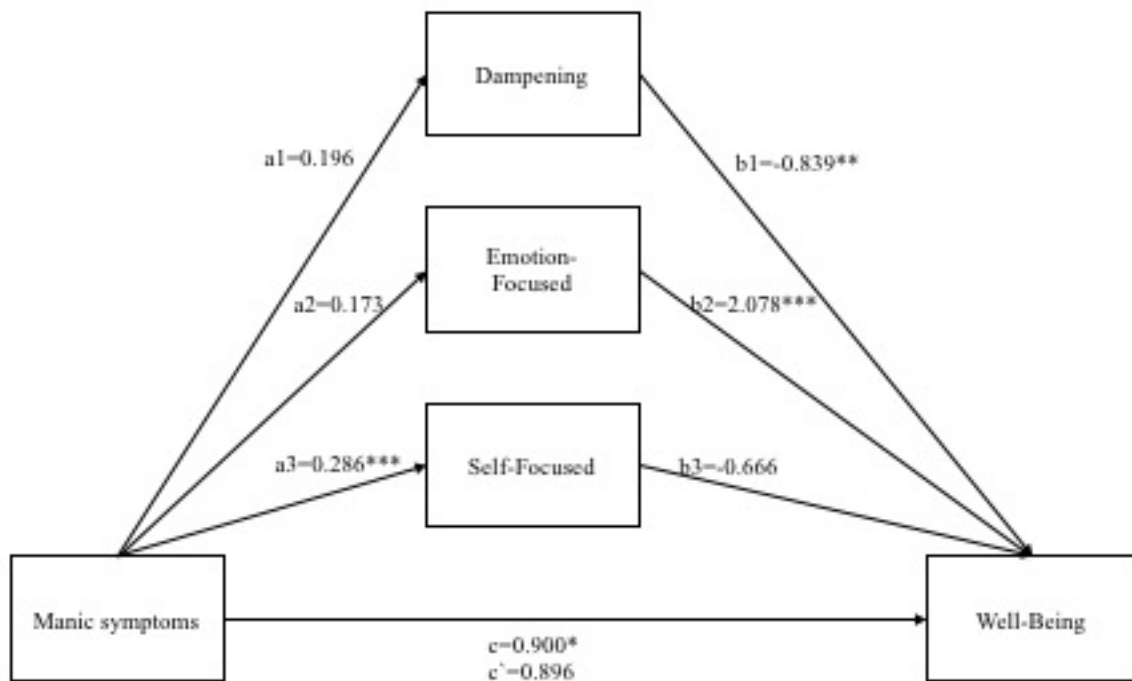 Dampening
a1=0.196
b1=-0.839**
Emotion-
Focused
a2=0.173
b2=2.078***
a3=0.286***
Self-Focused
b3=-0.666
Manic symptoms
Well-Being
c=0.900*
c`=0.896